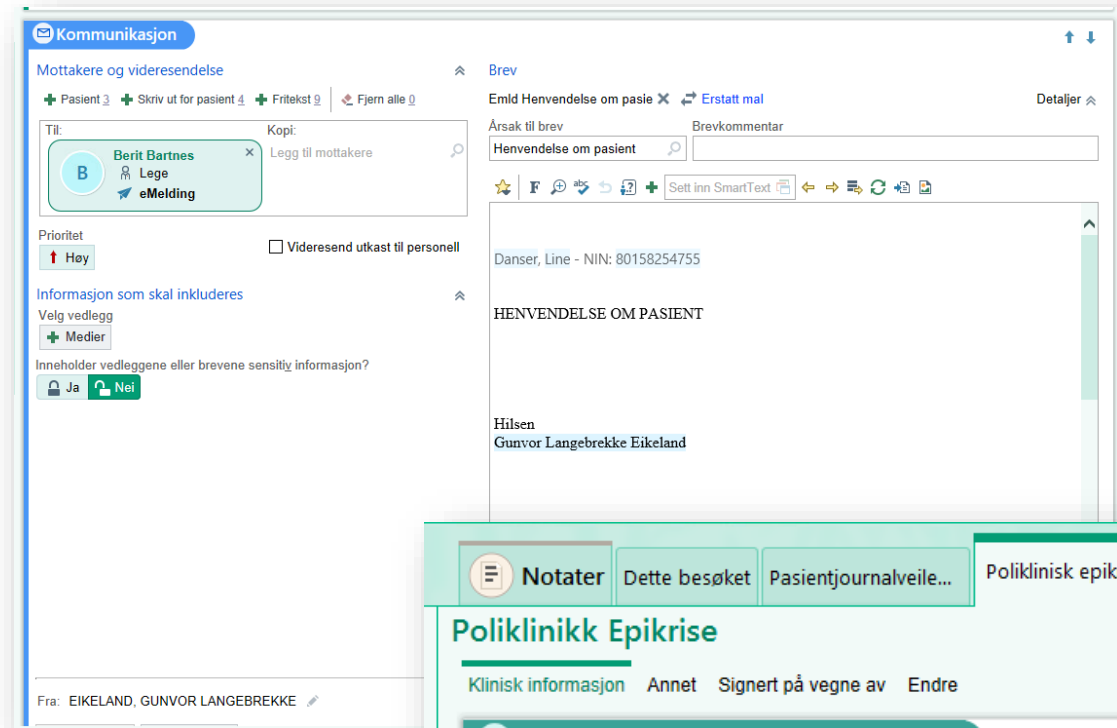 Kommunikasjon
Mottakere og videresendelse
Pasient 3 Skriv ut for pasient 4 Fritekst 9 Fjern alle 0
Til: Kopi:
Berit Bartnes Legg til mottakere
B Lege
eMelding
Prioritet
Høy Videresend utkast til personell
Informasjon som skal inkluderes
Velg vedlegg
Medier
Inneholder vedleggene eller brevene sensitiv informasjon?
Ja Nei
Fra: EIKELAND, GUNVOR LANGEBREKKE
Brev
Emld Henvendelse om pasie Erstatt mal Detaljer
Årsak til brev Brevkommentar
Henvendelse om pasient
F abc Sett inn SmartText
Danser, Line - NIN: 80158254755
HENVENDELSE OM PASIENT
Hilsen
Gunvor Langebrekke Eikeland
Notater Dette besøket Pasientjournalveile... Poliklinisk epik
Poliklinikk Epikrise
Klinisk informasjon Annet Signert på vegne av Endre